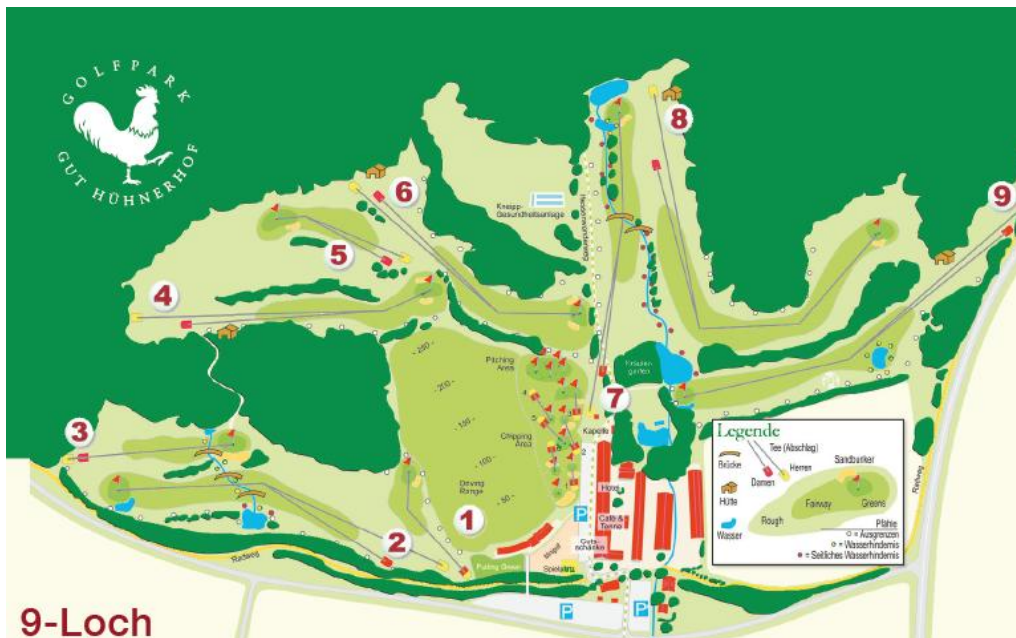 GOLFPARK
GUT HÜHNERHOF
8
6
9
Kneipp-
Gesundheitsanlage
5
4
- 250 -
Pitching
Area
Kräuter-
garten
- 200 -
7
- 150 -
Kapelle
3
Chipping
Area
Legende
Tee (Abschlag)
Brücke
Damen
Herren
Sandbunker
Hütte
Fairway
Greens
Wasser
Rough
Pfähle
= Ausgrenzen
= Wasserhindernis
= Seitliches Wasserhindernis
- 100 -
Driving
Range
- 50 -
Hotel
1
Café &
Tenne
P
Guts-
schänke
2
Radweg
Radweg
Putting Green
Spielplatz
P
P
9-Loch